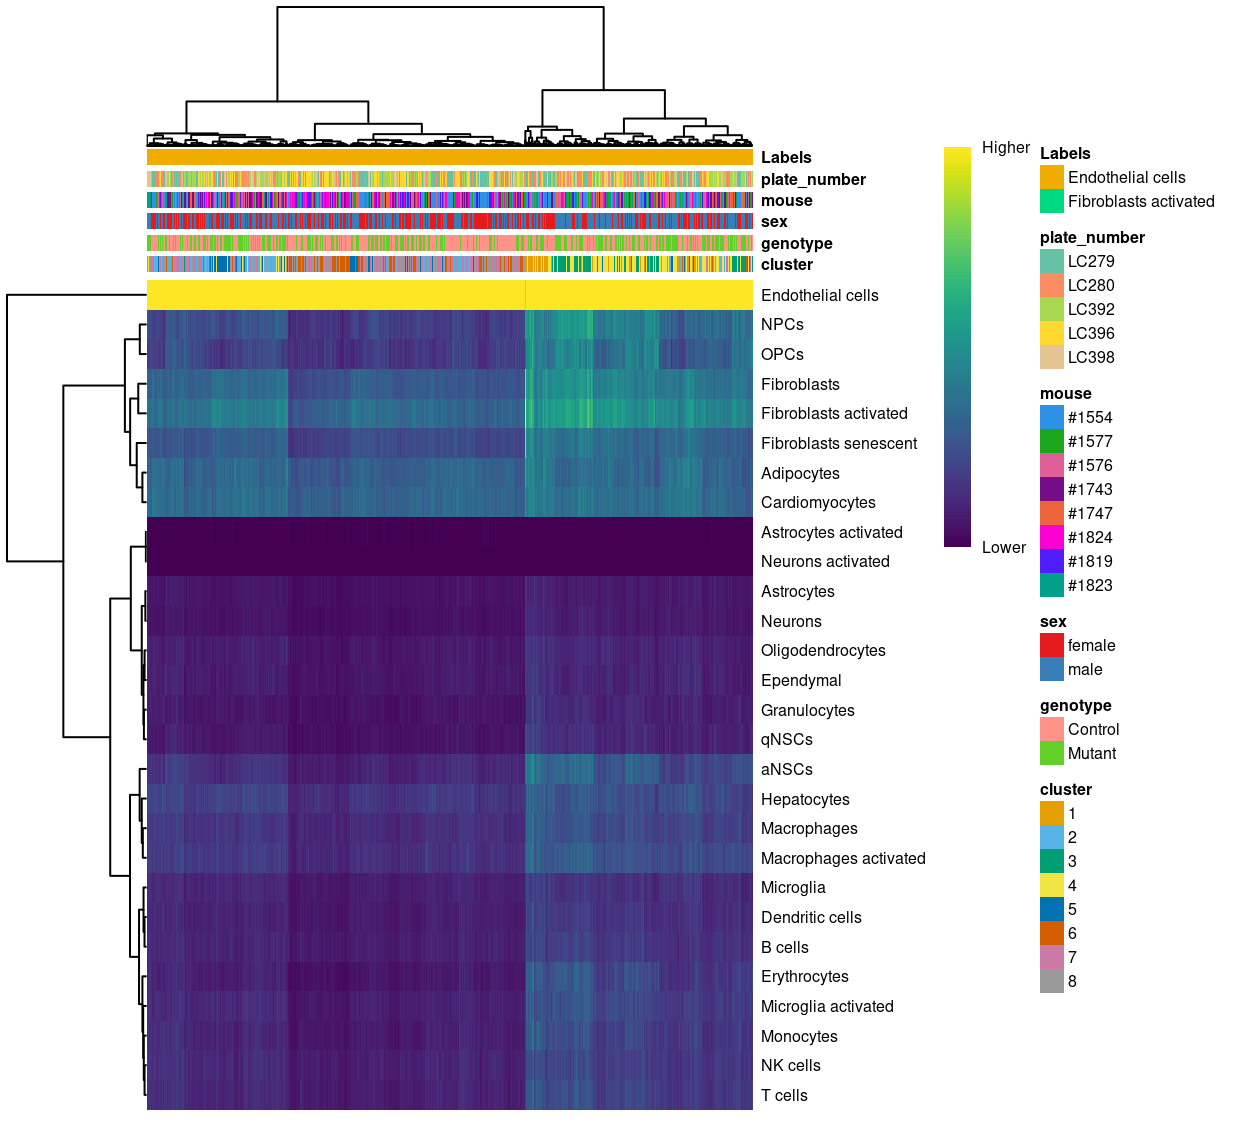 Labels
plate_number
mouse
sex
genotype
cluster
Endothelial cells
NPCs
OPCs
Fibroblasts
Fibroblasts activated
Fibroblasts senescent
Adipocytes
Cardiomyocytes
Astrocytes activated
Neurons activated
Astrocytes
Neurons
Oligodendrocytes
Ependymal
Granulocytes
qNSCs
aNSCs
Hepatocytes
Macrophages
Macrophages activated
Microglia
Dendritic cells
B cells
Erythrocytes
Microglia activated
Monocytes
NK cells
T cells
Higher
Lower
Labels
Endothelial cells
Fibroblasts activated
plate_number
LC279
LC280
LC392
LC396
LC398
mouse
#1554
#1577
#1576
#1743
#1747
#1824
#1819
#1823
sex
female
male
genotype
Control
Mutant
cluster
1
2
3
4
5
6
7
8